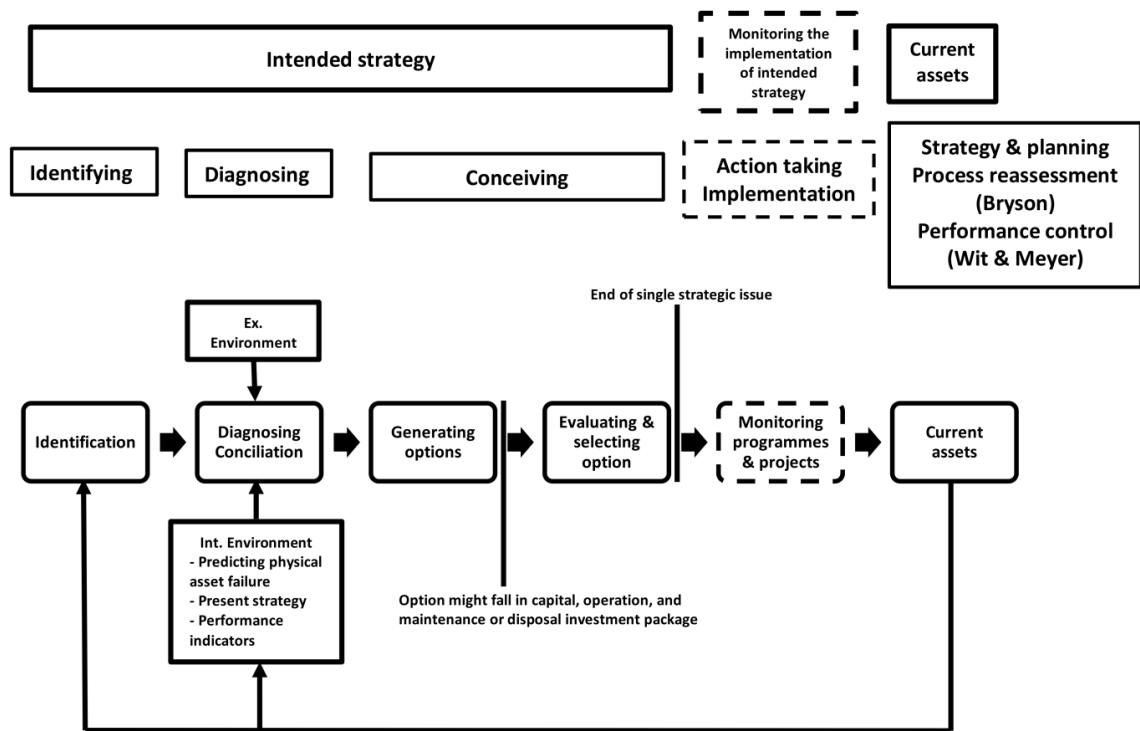 Intended strategy
Monitoring the
implementation
of intended
strategy
Current
assets
Identifying
Diagnosing
Conceiving
Action taking
Implementation
Strategy & planning
Process reassessment
(Bryson)
Performance control
(Wit & Meyer)
End of single strategic issue
Ex.
Environment
Identification
Diagnosing
Conciliation
Generating
options
Evaluating &
selecting
option
Monitoring
programmes
& projects
Current
assets
Int. Environment
- Predicting physical
asset failure
- Present strategy
- Performance
indicators
Option might fall in capital, operation, and
maintenance or disposal investment package